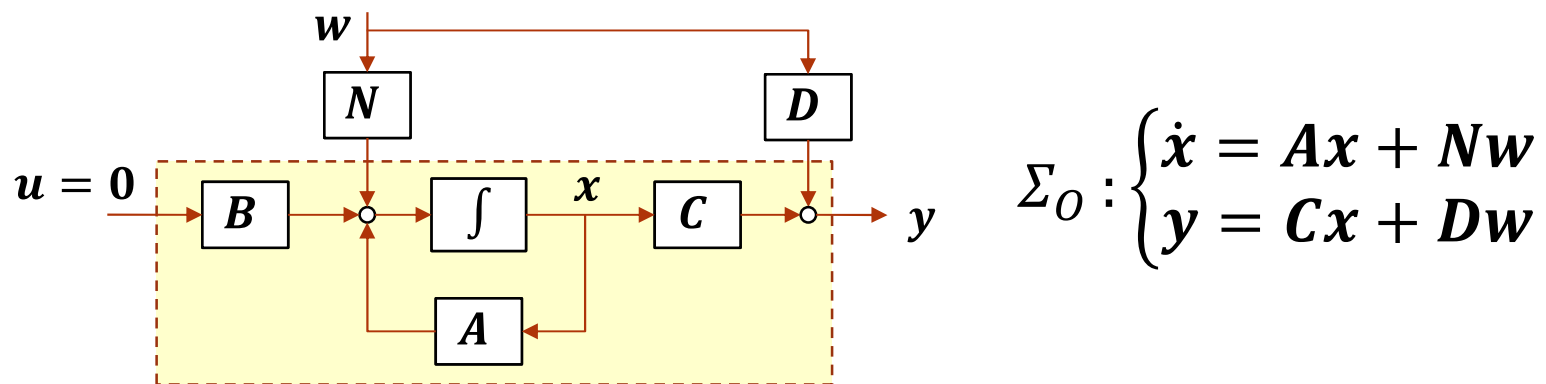 w
N
D
u = 0
B
∫
x
C
y
A
Σ_O : { ẋ = Ax + Nw
y = Cx + Dw